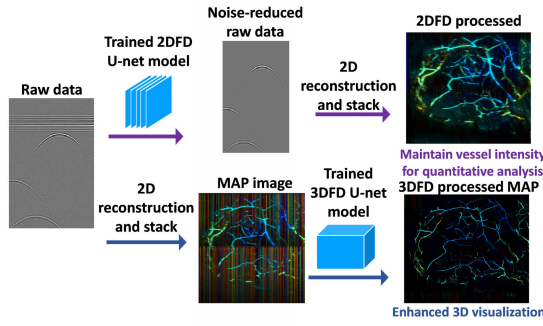 Raw data
Trained 2DFD
U-net model
Noise-reduced
raw data
2D
reconstruction
and stack
2DFD processed
Maintain vessel intensity
for quantitative analysis
2D
reconstruction
and stack
MAP image
Trained
3DFD U-net
model
3DFD processed MAP
Enhanced 3D visualization